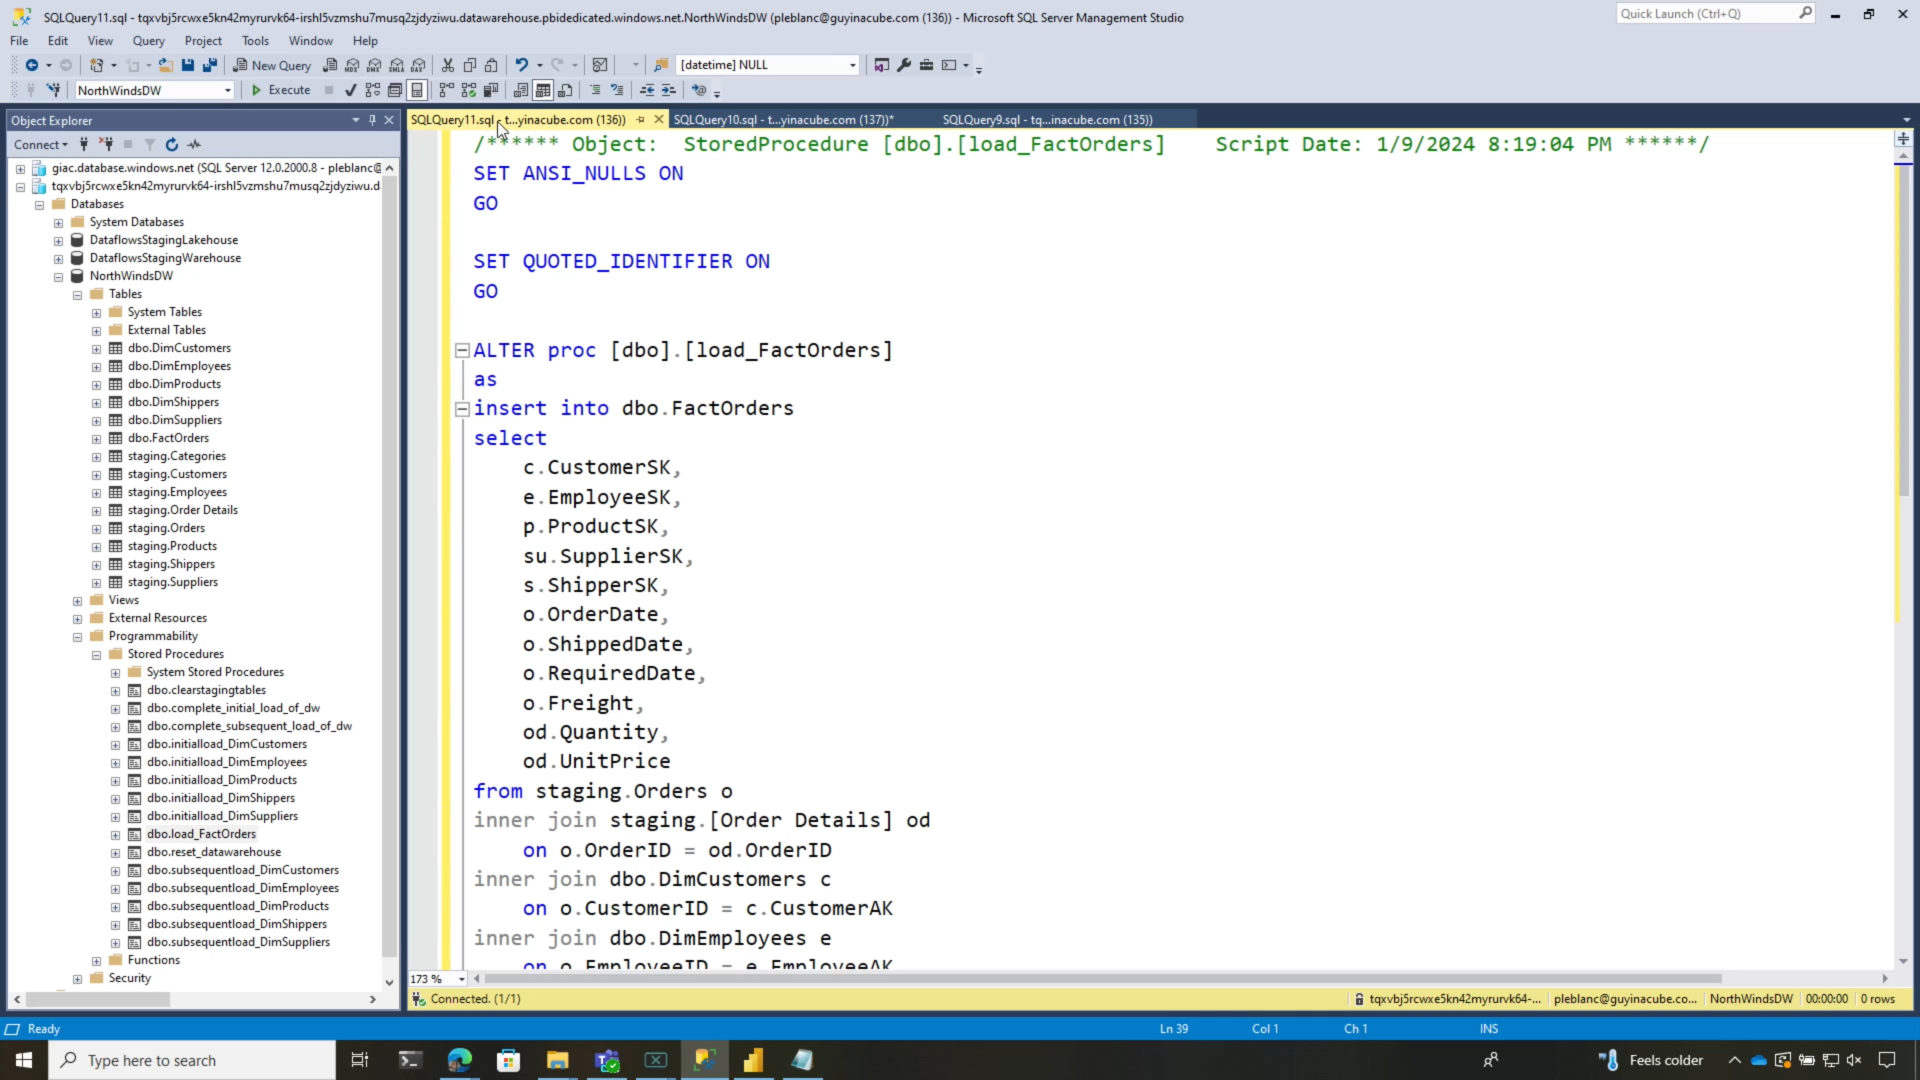 SQLQuery11.sql - tqxvbj5rcwxe5kn42myrurvk64-irshl5vzmshu7musq2zjdyziwu.datawarehouse.pbidedicated.windows.net.NorthWindsDW (pleblanc@guyinacube.com (136)) - Microsoft SQL Server Management Studio
Quick Launch (Ctrl+Q)
File Edit View Query Project Tools Window Help
New Query
[datetime] NULL
NorthWindsDW
Execute
Object Explorer
Connect
giac.database.windows.net (SQL Server 12.0.2000.8 - pleblanc@
tqxvbj5rcwxe5kn42myrurvk64-irshl5vzmshu7musq2zjdyziwu.d
Databases
System Databases
DataflowsStagingLakehouse
DataflowsStagingWarehouse
NorthWindsDW
Tables
System Tables
External Tables
dbo.DimCustomers
dbo.DimEmployees
dbo.DimProducts
dbo.DimShippers
dbo.DimSuppliers
dbo.FactOrders
staging.Categories
staging.Customers
staging.Employees
staging.Order Details
staging.Orders
staging.Products
staging.Shippers
staging.Suppliers
Views
External Resources
Programmability
Stored Procedures
System Stored Procedures
dbo.clearstagingtables
dbo.complete_initial_load_of_dw
dbo.complete_subsequent_load_of_dw
dbo.initialload_DimCustomers
dbo.initialload_DimEmployees
dbo.initialload_DimProducts
dbo.initialload_DimShippers
dbo.initialload_DimSuppliers
dbo.load_FactOrders
dbo.reset_datawarehouse
dbo.subsequentload_DimCustomers
dbo.subsequentload_DimEmployees
dbo.subsequentload_DimProducts
dbo.subsequentload_DimShippers
dbo.subsequentload_DimSuppliers
Functions
Security
SQLQuery11.sql - t...yinacube.com (136)) SQLQuery10.sql - t...yinacube.com (137))* SQLQuery9.sql - tq...inacube.com (135))
/****** Object:  StoredProcedure [dbo].[load_FactOrders]    Script Date: 1/9/2024 8:19:04 PM ******/
SET ANSI_NULLS ON
GO
SET QUOTED_IDENTIFIER ON
GO
ALTER proc [dbo].[load_FactOrders]
as
insert into dbo.FactOrders
select
c.CustomerSK,
e.EmployeeSK,
p.ProductSK,
su.SupplierSK,
s.ShipperSK,
o.OrderDate,
o.ShippedDate,
o.RequiredDate,
o.Freight,
od.Quantity,
od.UnitPrice
from staging.Orders o
inner join staging.[Order Details] od
on o.OrderID = od.OrderID
inner join dbo.DimCustomers c
on o.CustomerID = c.CustomerAK
inner join dbo.DimEmployees e
on o.EmployeeID = e.EmployeeAK
173 %
Connected. (1/1)
tqxvbj5rcwxe5kn42myrurvk64-... pleblanc@guyinacube.co... NorthWindsDW 00:00:00 0 rows
Ready
Ln 39 Col 1 Ch 1 INS
Type here to search
Feels colder